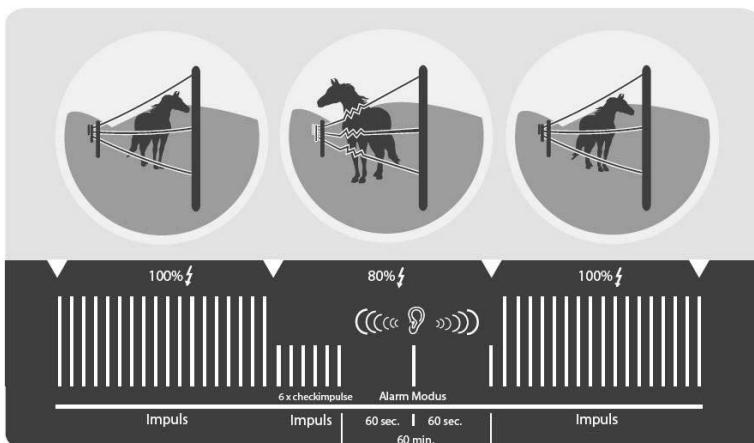 100% 80% 100%
6 x checkimpulse Alarm Modus
Impuls Impuls 60 sec. 60 sec. Impuls
60 min.